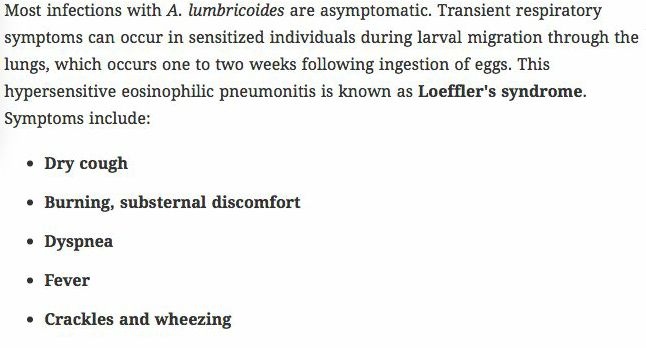 Most infections with A. lumbricoides are asymptomatic. Transient respiratory
symptoms can occur in sensitized individuals during larval migration through the
lungs, which occurs one to two weeks following ingestion of eggs. This
hypersensitive eosinophilic pneumonitis is known as Loeffler's syndrome.
Symptoms include:
• Dry cough
• Burning, substernal discomfort
• Dyspnea
• Fever
• Crackles and wheezing